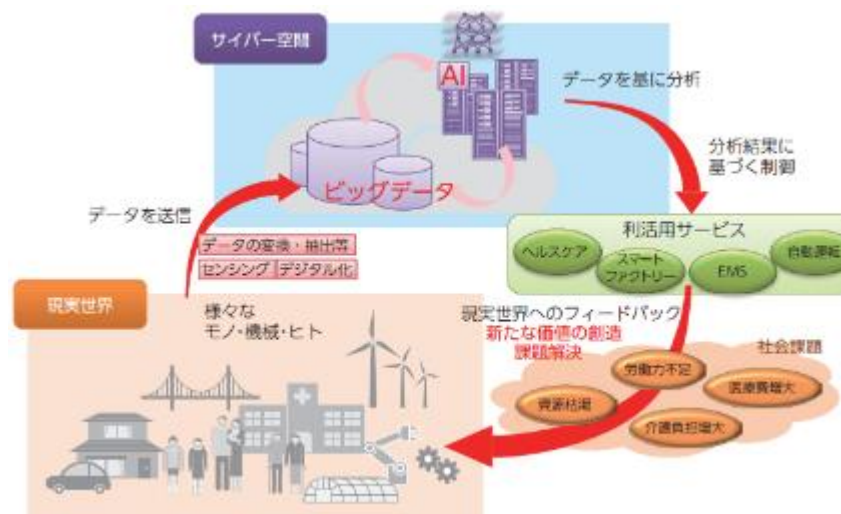 サイバー空間
AI
データを基に分析
分析結果に
基づく制御
ビッグデータ
データを送信
データの変換・抽出等
センシング
デジタル化
利活用サービス
ヘルスケア
スマート
ファクトリー
EMS
自動運転
現実世界
様々な
モノ・機械・ヒト
現実世界へのフィードバック
新たな価値の創造
課題解決
社会課題
労働力不足
医療費増大
資源枯渇
介護負担増大